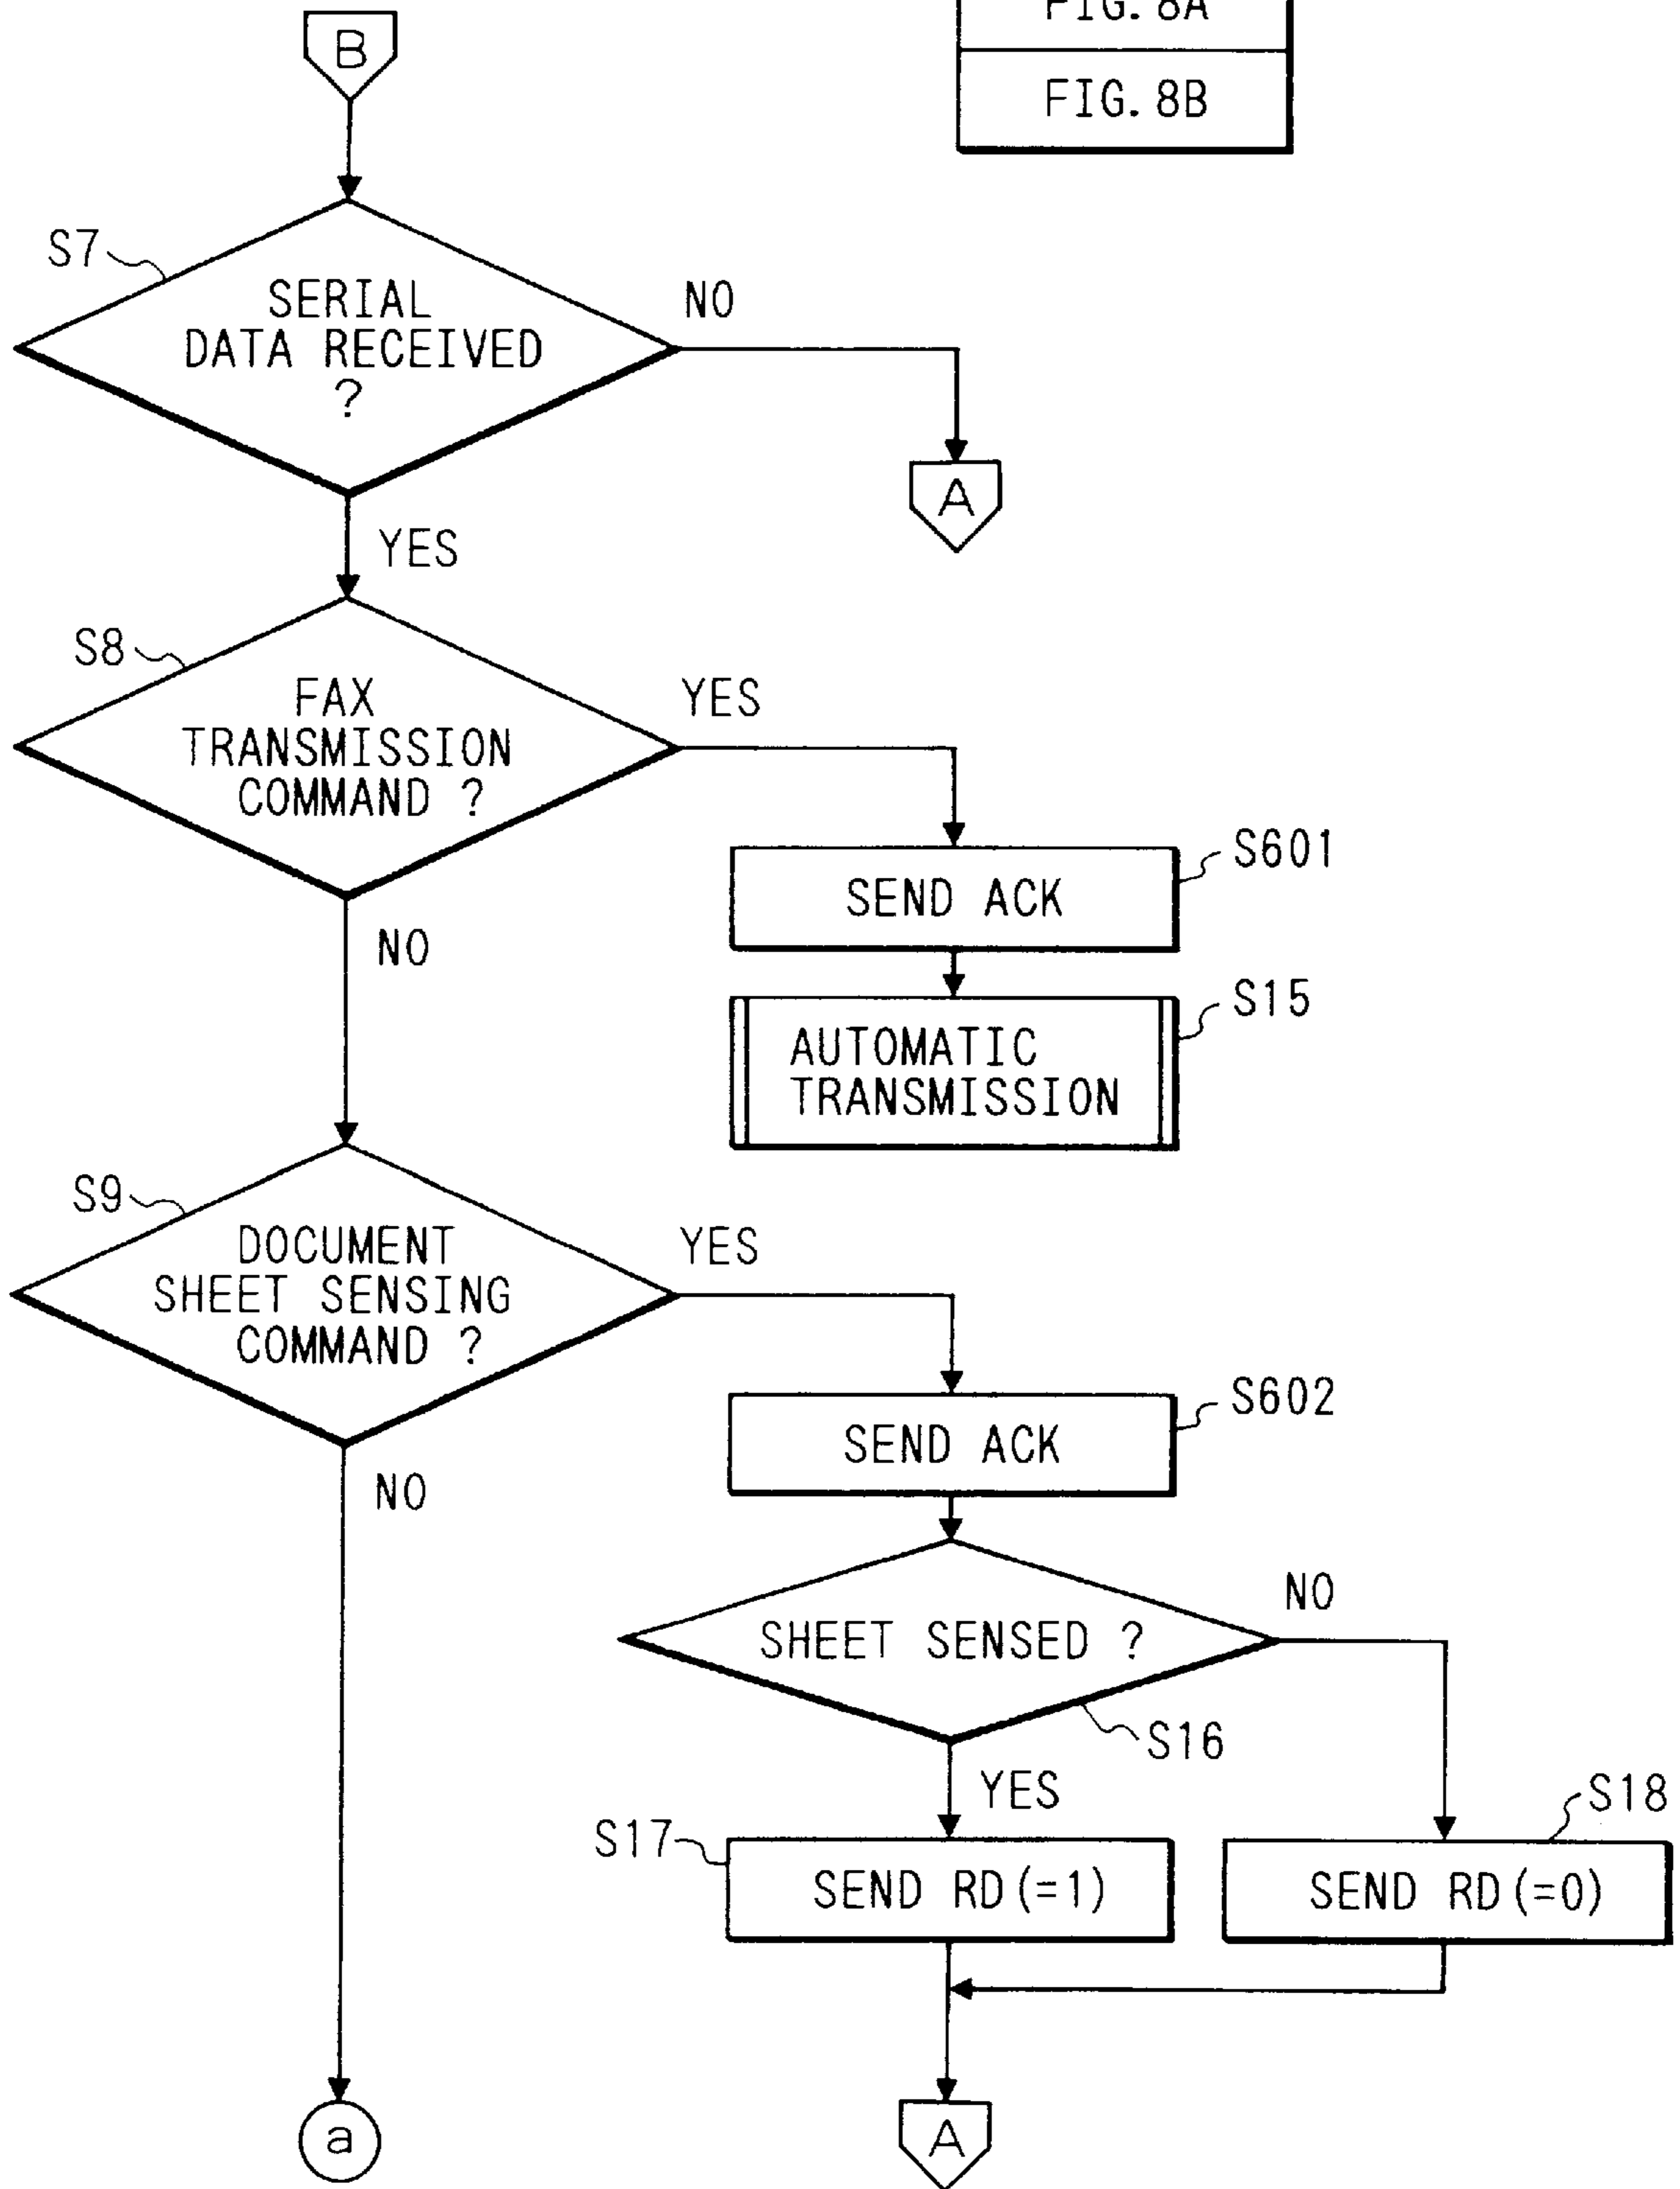 FIG. 8A
B
FIG. 8B
S7
SERIAL
DATA RECEIVED
?
NO
A
YES
S8
FAX
TRANSMISSION
COMMAND ?
YES
S601
SEND ACK
NO
S15
AUTOMATIC
TRANSMISSION
S9
DOCUMENT
SHEET SENSING
COMMAND ?
YES
S602
SEND ACK
NO
SHEET SENSED ?
NO
S16
YES
S17
SEND RD (=1)
S18
SEND RD (=0)
a
A